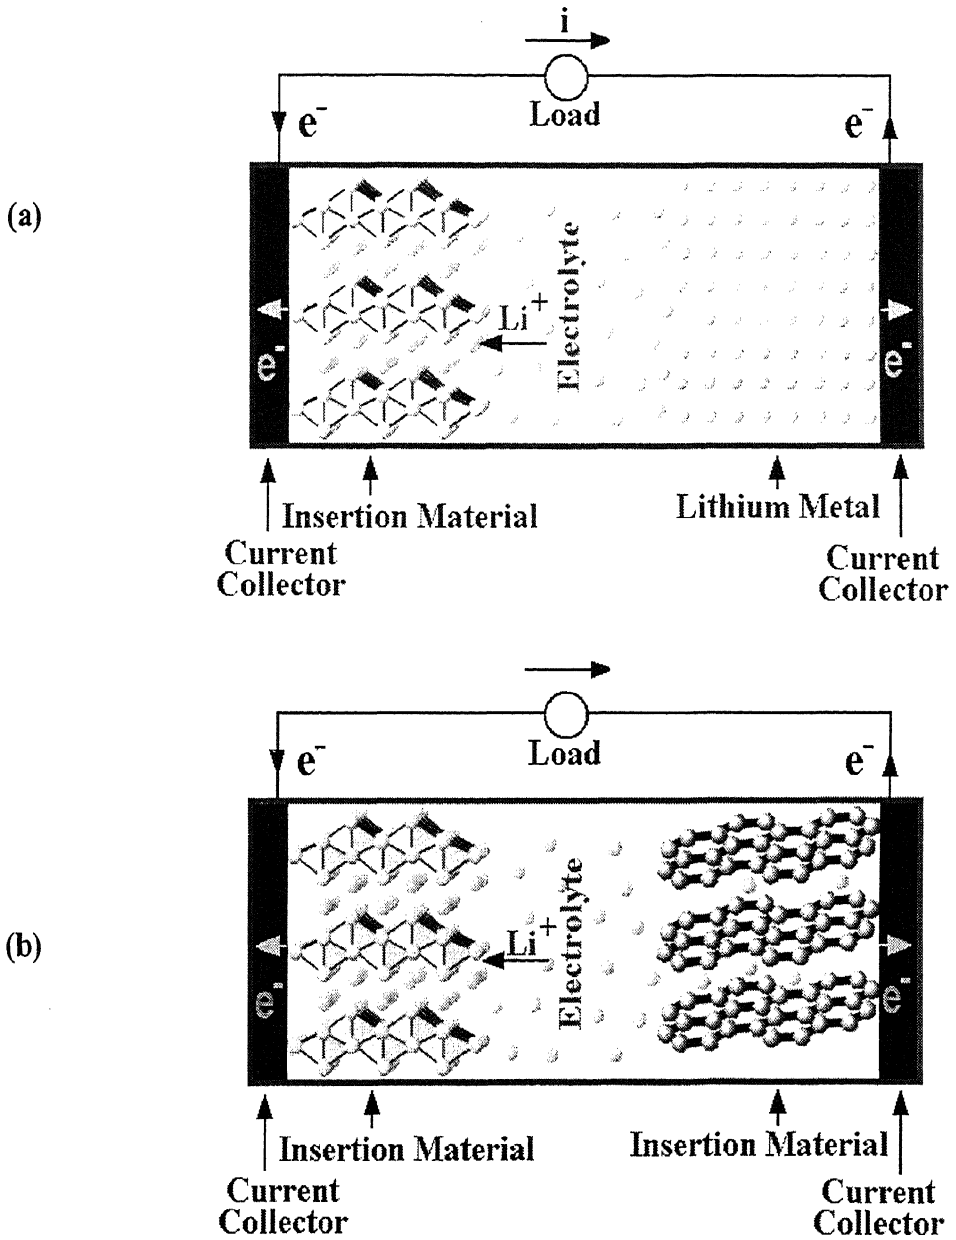 i
Load
e⁻
e⁻
(a)
Electrolyte
Li⁺
e⁻
e⁻
Insertion Material
Lithium Metal
Current
Collector
Current
Collector
Load
e⁻
e⁻
(b)
Electrolyte
Li⁺
e⁻
e⁻
Insertion Material
Insertion Material
Current
Collector
Current
Collector